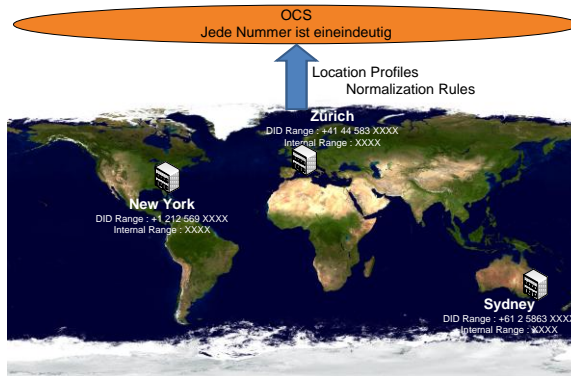 OCS
Jede Nummer ist eineindeutig
Location Profiles
Normalization Rules
Zürich
DID Range : +41 44 583 XXXX
Internal Range : XXXX
New York
DID Range : +1 212 569 XXXX
Internal Range : XXXX
Sydney
DID Range : +61 2 5863 XXXX
Internal Range : XXXX